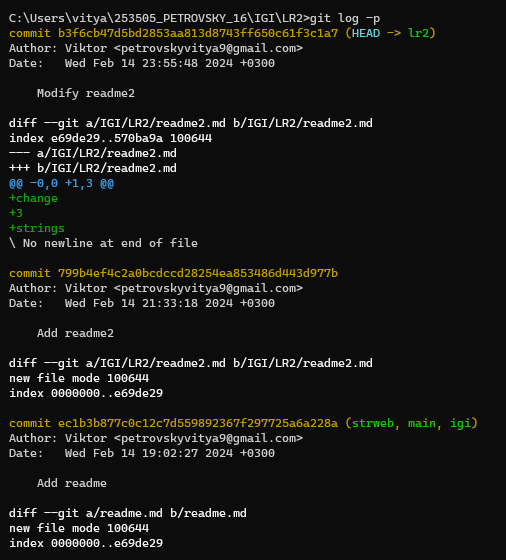 C:\Users\vitya\253505_PETROVSKY_16\IGI\LR2>git log -p
commit b3f6cb47d5bd2853aa813d8743ff650c61f3c1a7 (HEAD -> lr2)
Author: Viktor <petrovskyvitya9@gmail.com>
Date:   Wed Feb 14 23:55:48 2024 +0300

    Modify readme2

diff --git a/IGI/LR2/readme2.md b/IGI/LR2/readme2.md
index e69de29..570ba9a 100644
--- a/IGI/LR2/readme2.md
+++ b/IGI/LR2/readme2.md
@@ -0,0 +1,3 @@
+change
+3
+strings
\ No newline at end of file

commit 799b4ef4c2a0bcdccd28254ea853486d443d977b
Author: Viktor <petrovskyvitya9@gmail.com>
Date:   Wed Feb 14 21:33:18 2024 +0300

    Add readme2

diff --git a/IGI/LR2/readme2.md b/IGI/LR2/readme2.md
new file mode 100644
index 0000000..e69de29

commit ec1b3b877c0c12c7d559892367f297725a6a228a (strweb, main, igi)
Author: Viktor <petrovskyvitya9@gmail.com>
Date:   Wed Feb 14 19:02:27 2024 +0300

    Add readme

diff --git a/readme.md b/readme.md
new file mode 100644
index 0000000..e69de29